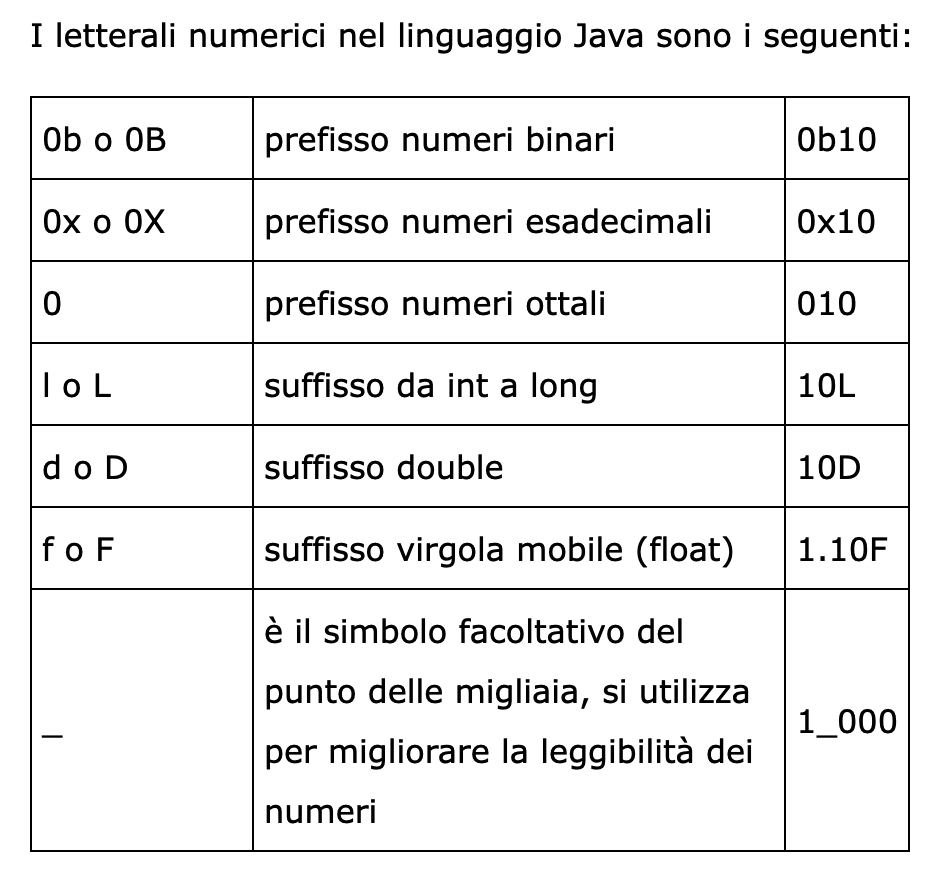 I letterali numerici nel linguaggio Java sono i seguenti:
0b o 0B prefisso numeri binari 0b10
0x o 0X prefisso numeri esadecimali 0x10
0 prefisso numeri ottali 010
l o L suffisso da int a long 10L
d o D suffisso double 10D
f o F suffisso virgola mobile (float) 1.10F
_ è il simbolo facoltativo del
punto delle migliaia, si utilizza
per migliorare la leggibilità dei
numeri
1_000